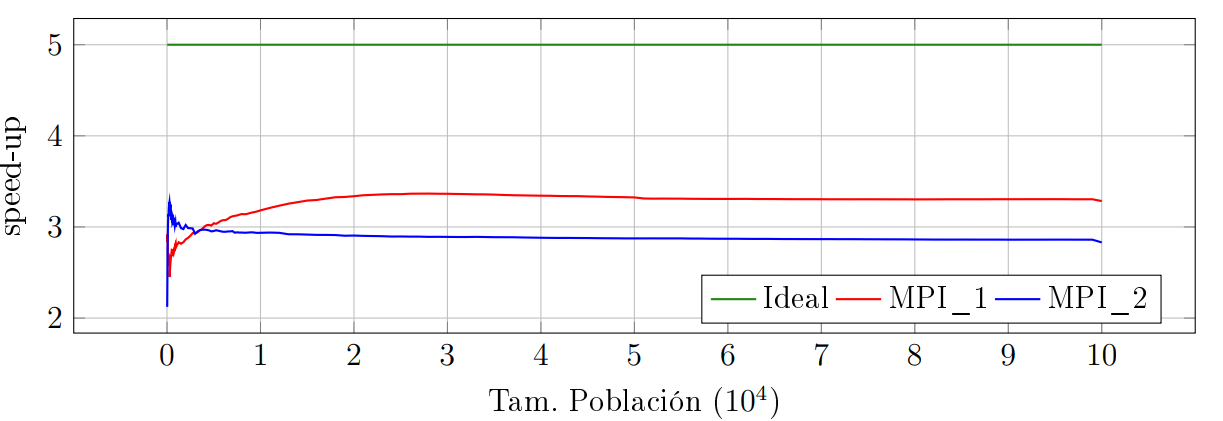 speed-up
5
4
3
2
Ideal MPI_1 MPI_2
0 1 2 3 4 5 6 7 8 9 10
Tam. Población (10⁴)